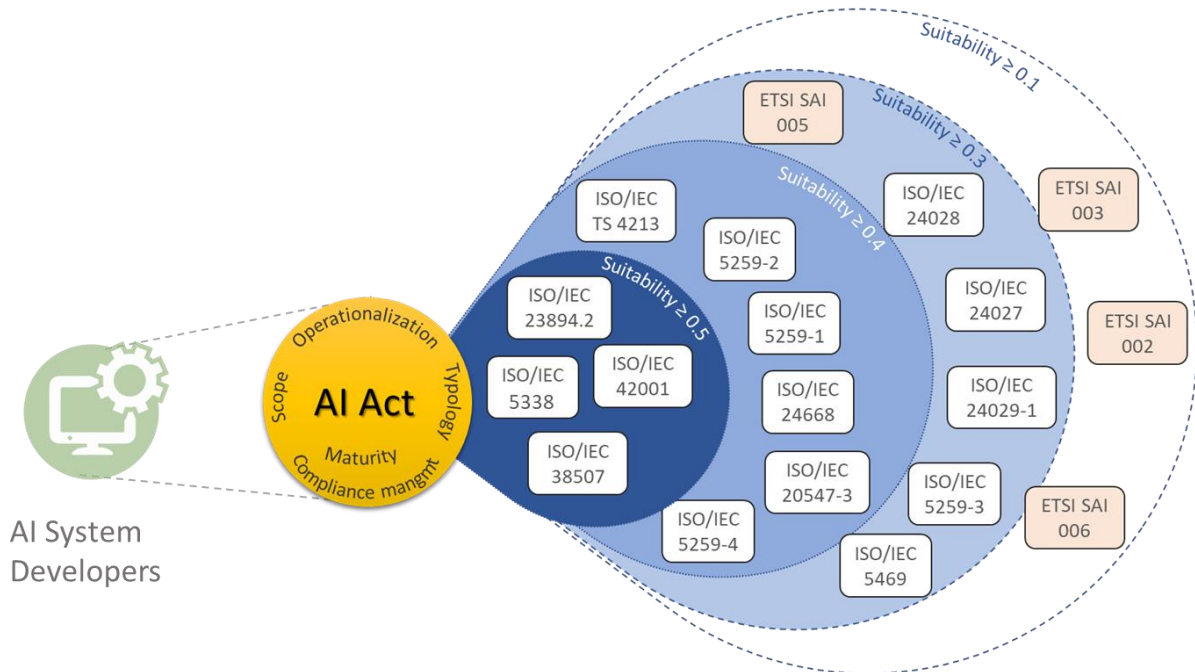 Suitability ≥ 0.1
ETSI SAI
005
Suitability ≥ 0.3
ISO/IEC
TS 4213
Suitability ≥ 0.4
ISO/IEC
24028
ETSI SAI
003
ISO/IEC
5259-2
Suitability ≥ 0.5
ISO/IEC
23894.2
ISO/IEC
5259-1
ISO/IEC
24027
ETSI SAI
002
Operationalization
Scope
AI Act
Typology
Maturity
Compliance mangmt
ISO/IEC
5338
ISO/IEC
42001
ISO/IEC
24668
ISO/IEC
24029-1
ISO/IEC
38507
ISO/IEC
20547-3
ISO/IEC
5259-3
ETSI SAI
006
ISO/IEC
5259-4
ISO/IEC
5469
AI System
Developers